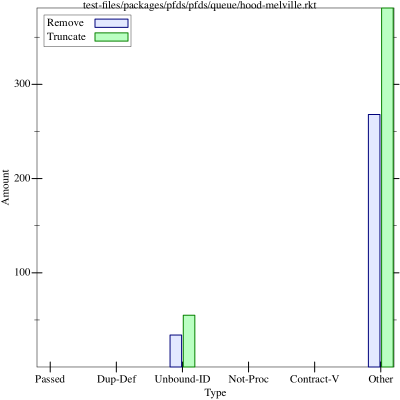 test-files/packages/pfds/pfds/queue/hood-melville.rkt
Remove
Truncate
300
200
100
Amount
Passed Dup-Def Unbound-ID Not-Proc Contract-V Other
Type